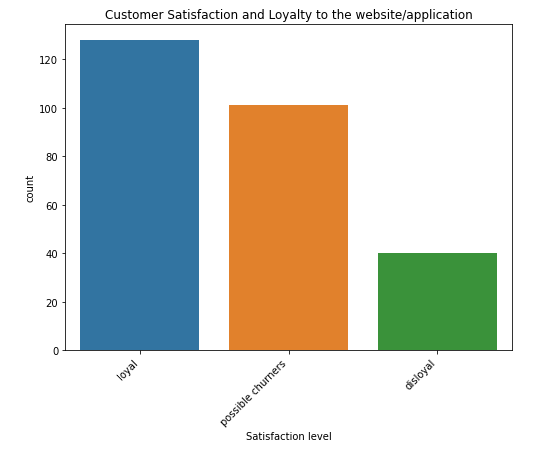 Customer Satisfaction and Loyalty to the website/application
120
100
80
60
40
20
0
count
loyal
possible churners
disloyal
Satisfaction level